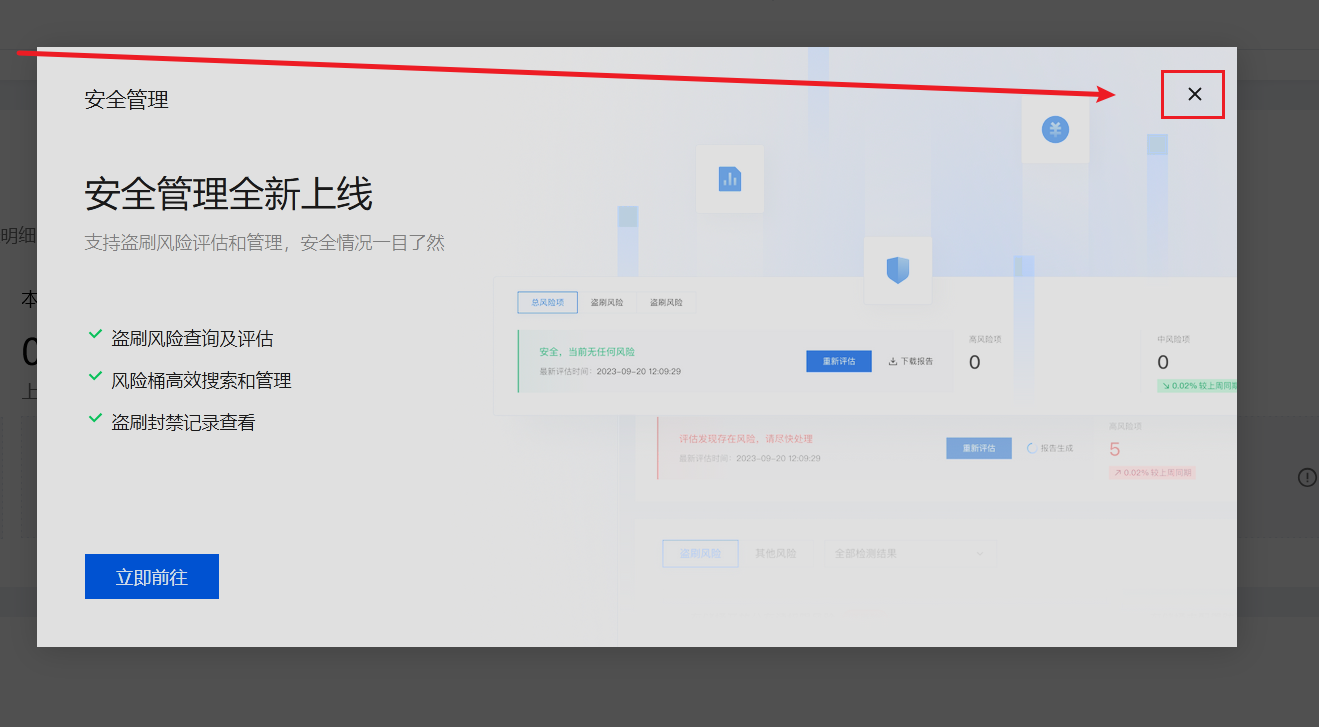 安全管理
安全管理全新上线
支持盗刷风险评估和管理，安全情况一目了然
盗刷风险查询及评估
风险桶高效搜索和管理
盗刷封禁记录查看
立即前往
总风险项 盗刷风险 盗刷风险
安全，当前无任何风险
最新评估时间：2023-09-20 12:09:29
重新评估 下载报告
高风险项
0
中风险项
0
0.02% 较上周同期
评估发现存在风险，请尽快处理
最新评估时间：2023-09-20 12:09:29
重新评估 报告生成
高风险项
5
0.02% 较上周同期
盗刷风险 其他风险 全部检测结果
明细
本
0
上